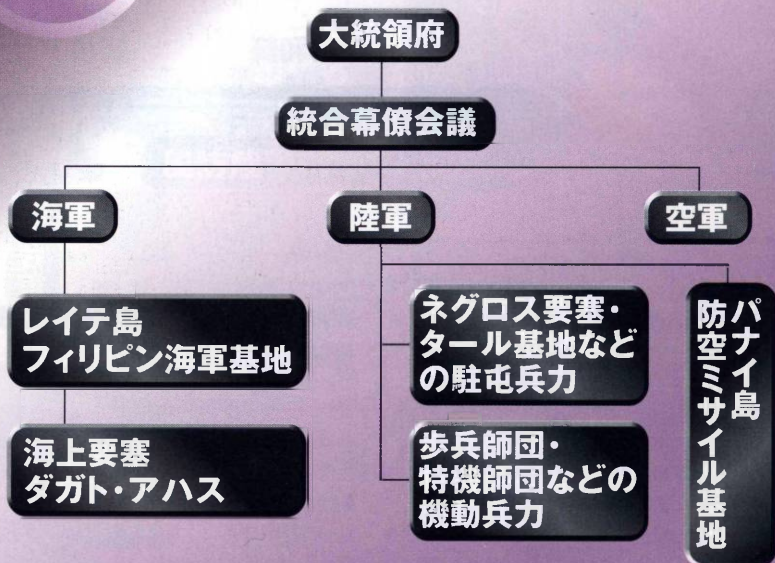 大統領府
統合幕僚会議
海軍
陸軍
空軍
レイテ島
フィリピン海軍基地
海上要塞
ダガト・アハス
ネグロス要塞・
タール基地など
の駐屯兵力
歩兵師団・
特機師団などの
機動兵力
パナイ島
防空ミサイル基地